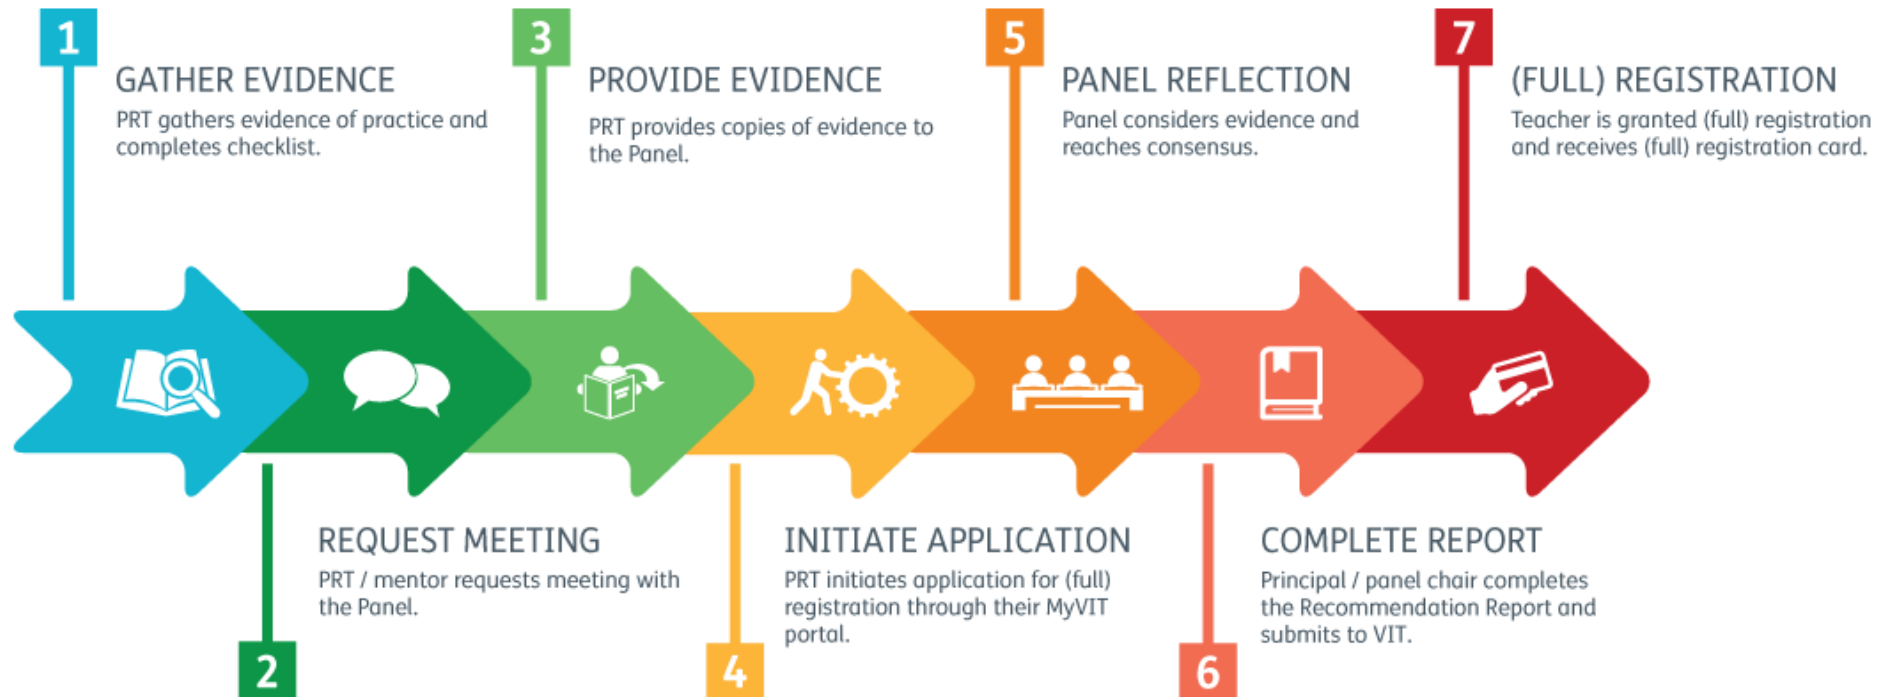 1
GATHER EVIDENCE
PRT gathers evidence of practice and
completes checklist.
2
REQUEST MEETING
PRT / mentor requests meeting with
the Panel.
3
PROVIDE EVIDENCE
PRT provides copies of evidence to
the Panel.
4
INITIATE APPLICATION
PRT initiates application for (full)
registration through their MyVIT
portal.
5
PANEL REFLECTION
Panel considers evidence and
reaches consensus.
6
COMPLETE REPORT
Principal / panel chair completes
the Recommendation Report and
submits to VIT.
7
(FULL) REGISTRATION
Teacher is granted (full) registration
and receives (full) registration card.